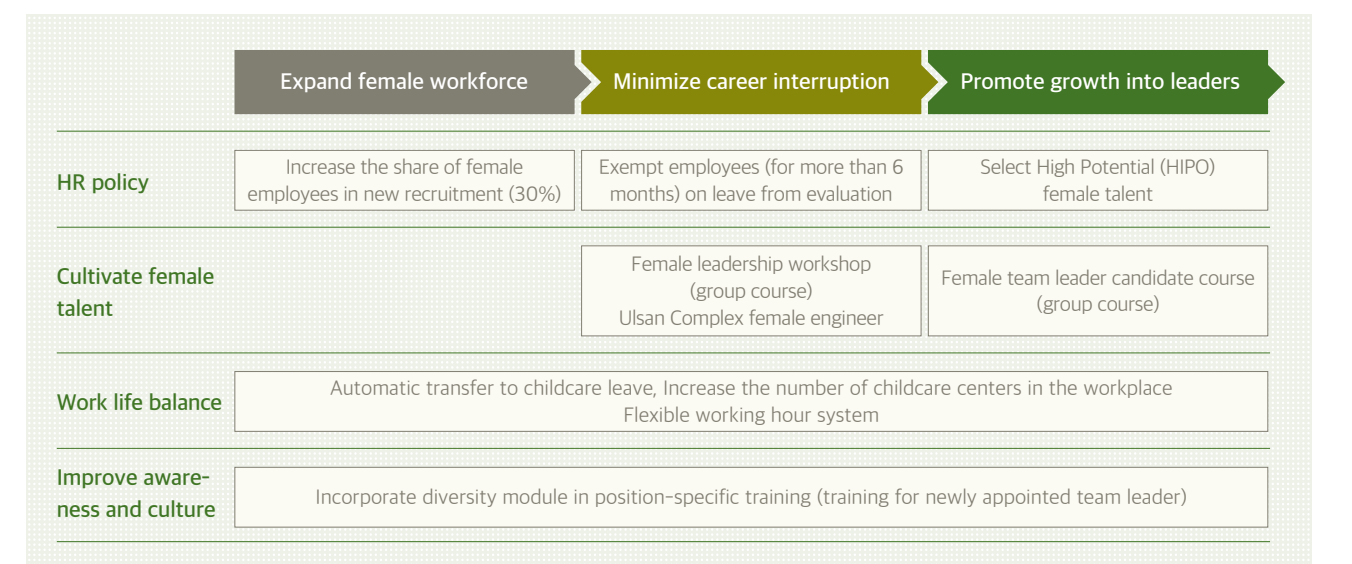 Expand female workforce
Minimize career interruption
Promote growth into leaders
HR policy
Increase the share of female
employees in new recruitment (30%)
Exempt employees (for more than 6
months) on leave from evaluation
Select High Potential (HIPO)
female talent
Cultivate female
talent
Female leadership workshop
(group course)
Ulsan Complex female engineer
Female team leader candidate course
(group course)
Work life balance
Automatic transfer to childcare leave, Increase the number of childcare centers in the workplace
Flexible working hour system
Improve aware-
ness and culture
Incorporate diversity module in position-specific training (training for newly appointed team leader)